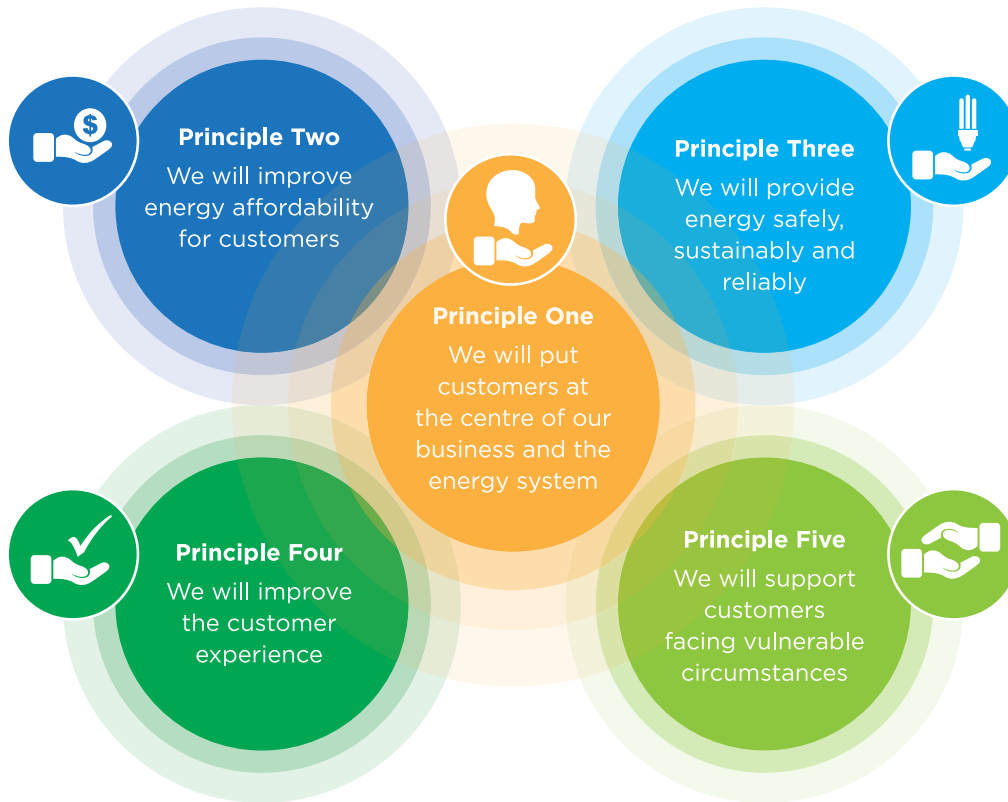 Principle Two
We will improve
energy affordability
for customers
Principle Three
We will provide
energy safely,
sustainably and
reliably
Principle One
We will put
customers at
the centre of our
business and the
energy system
Principle Four
We will improve
the customer
experience
Principle Five
We will support
customers
facing vulnerable
circumstances
$